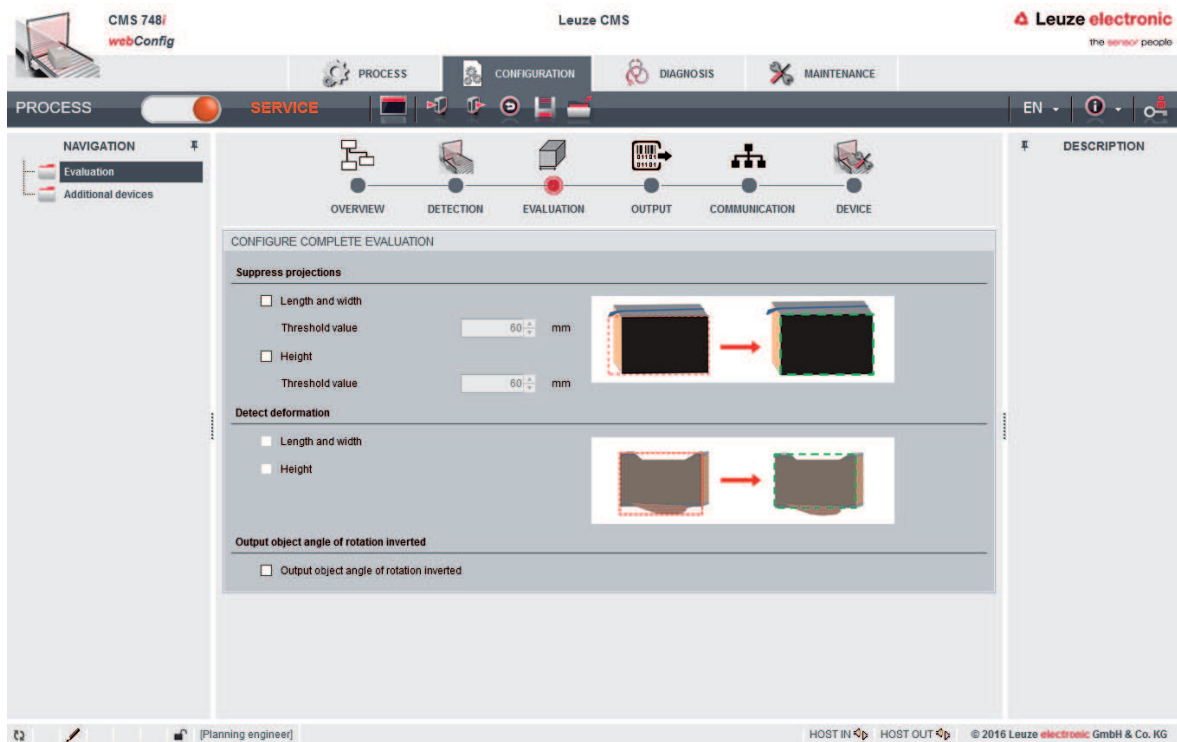 CMS 748i
webConfig
Leuze CMS
Leuze electronic
the sensor people
PROCESS
CONFIGURATION
DIAGNOSIS
MAINTENANCE
PROCESS
SERVICE
EN
NAVIGATION
Evaluation
Additional devices
OVERVIEW
DETECTION
EVALUATION
OUTPUT
COMMUNICATION
DEVICE
DESCRIPTION
CONFIGURE COMPLETE EVALUATION
Suppress projections
Length and width
Threshold value 60 mm
Height
Threshold value 60 mm
Detect deformation
Length and width
Height
Output object angle of rotation inverted
Output object angle of rotation inverted
[Planning engineer]
HOST IN
HOST OUT
© 2016 Leuze electronic GmbH & Co. KG